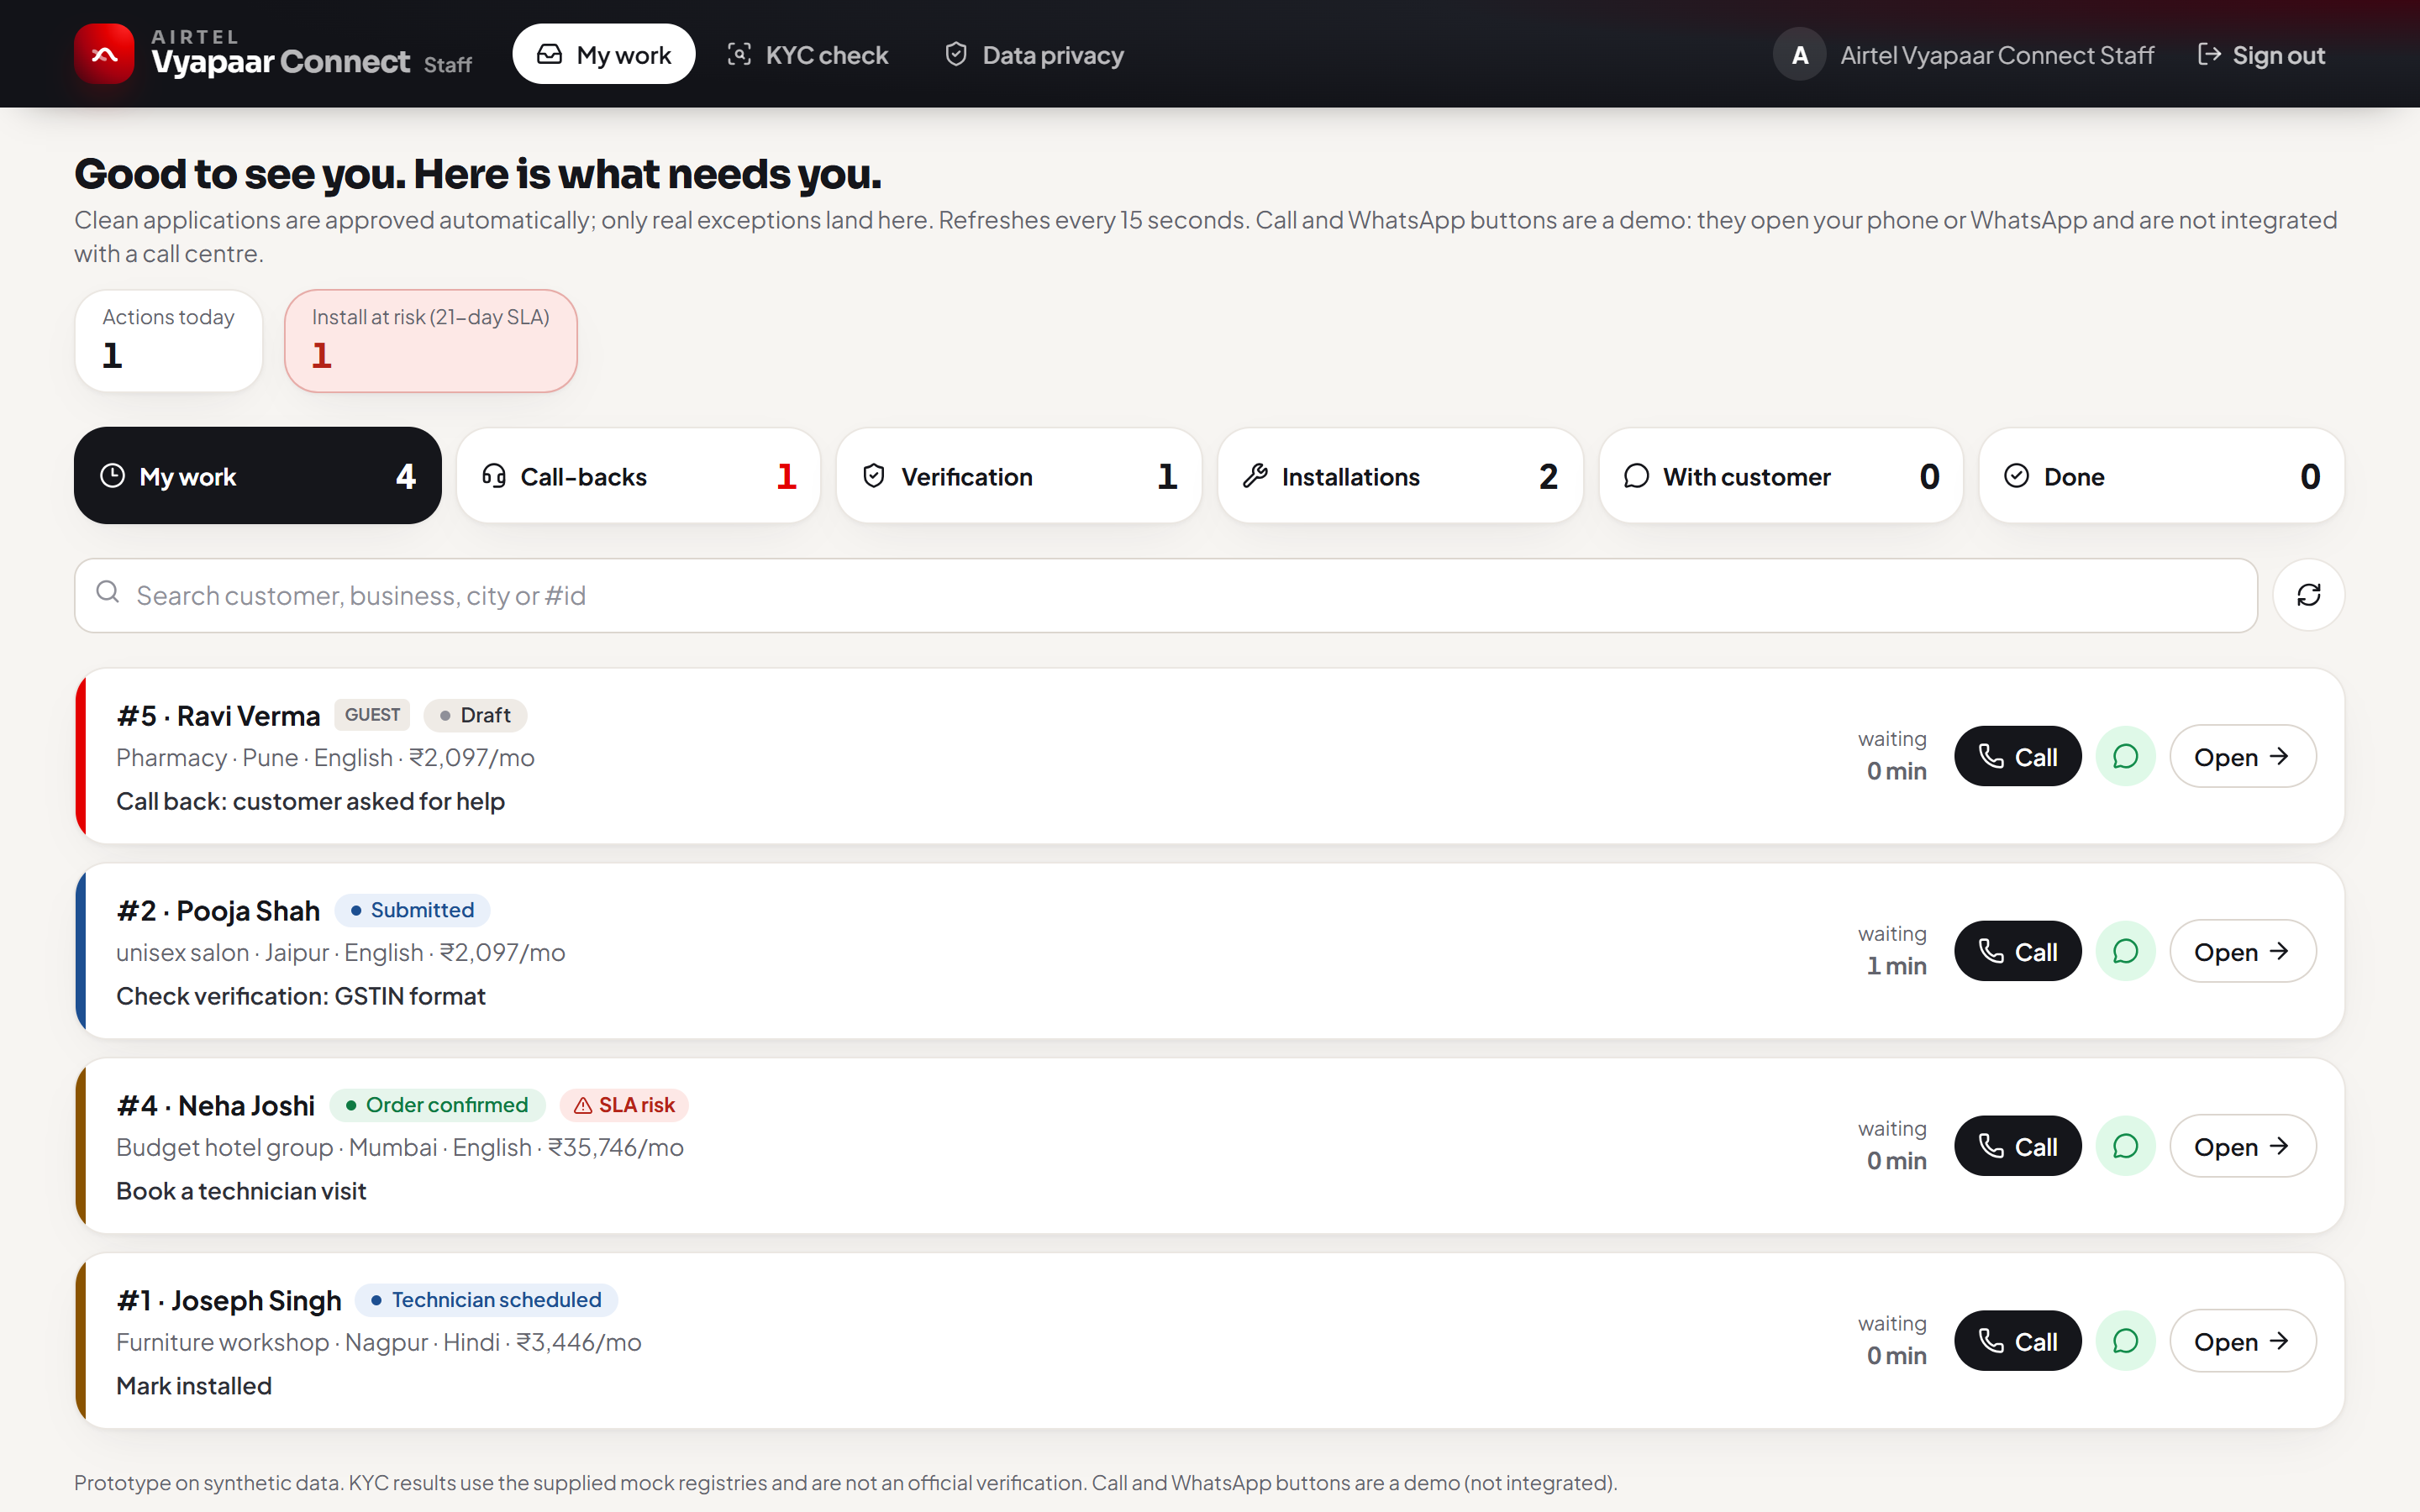 AIRTEL
Vyapaar Connect Staff
My work
KYC check
Data privacy
A
Airtel Vyapaar Connect Staff
Sign out
Good to see you. Here is what needs you.
Clean applications are approved automatically; only real exceptions land here. Refreshes every 15 seconds. Call and WhatsApp buttons are a demo: they open your phone or WhatsApp and are not integrated
with a call centre.
Actions today
1
Install at risk (21-day SLA)
1
My work 4
Call-backs 1
Verification 1
Installations 2
With customer 0
Done 0
Search customer, business, city or #id
#5 · Ravi Verma GUEST Draft
Pharmacy · Pune · English · ₹2,097/mo
Call back: customer asked for help
waiting
0 min
Call
Open
#2 · Pooja Shah Submitted
unisex salon · Jaipur · English · ₹2,097/mo
Check verification: GSTIN format
waiting
1 min
Call
Open
#4 · Neha Joshi Order confirmed SLA risk
Budget hotel group · Mumbai · English · ₹35,746/mo
Book a technician visit
waiting
0 min
Call
Open
#1 · Joseph Singh Technician scheduled
Furniture workshop · Nagpur · Hindi · ₹3,446/mo
Mark installed
waiting
0 min
Call
Open
Prototype on synthetic data. KYC results use the supplied mock registries and are not an official verification. Call and WhatsApp buttons are a demo (not integrated).